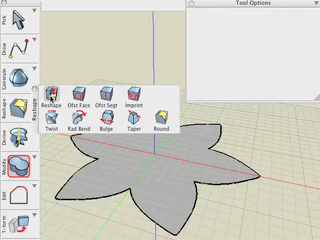 Tool Options
Pick
Draw
Generate
Reshape
Reshape
Reshape Ofst Face Ofst Segt Imprint
Twist Rad Bend Bulge Taper Round
Derive
Modify
Edit
T-form